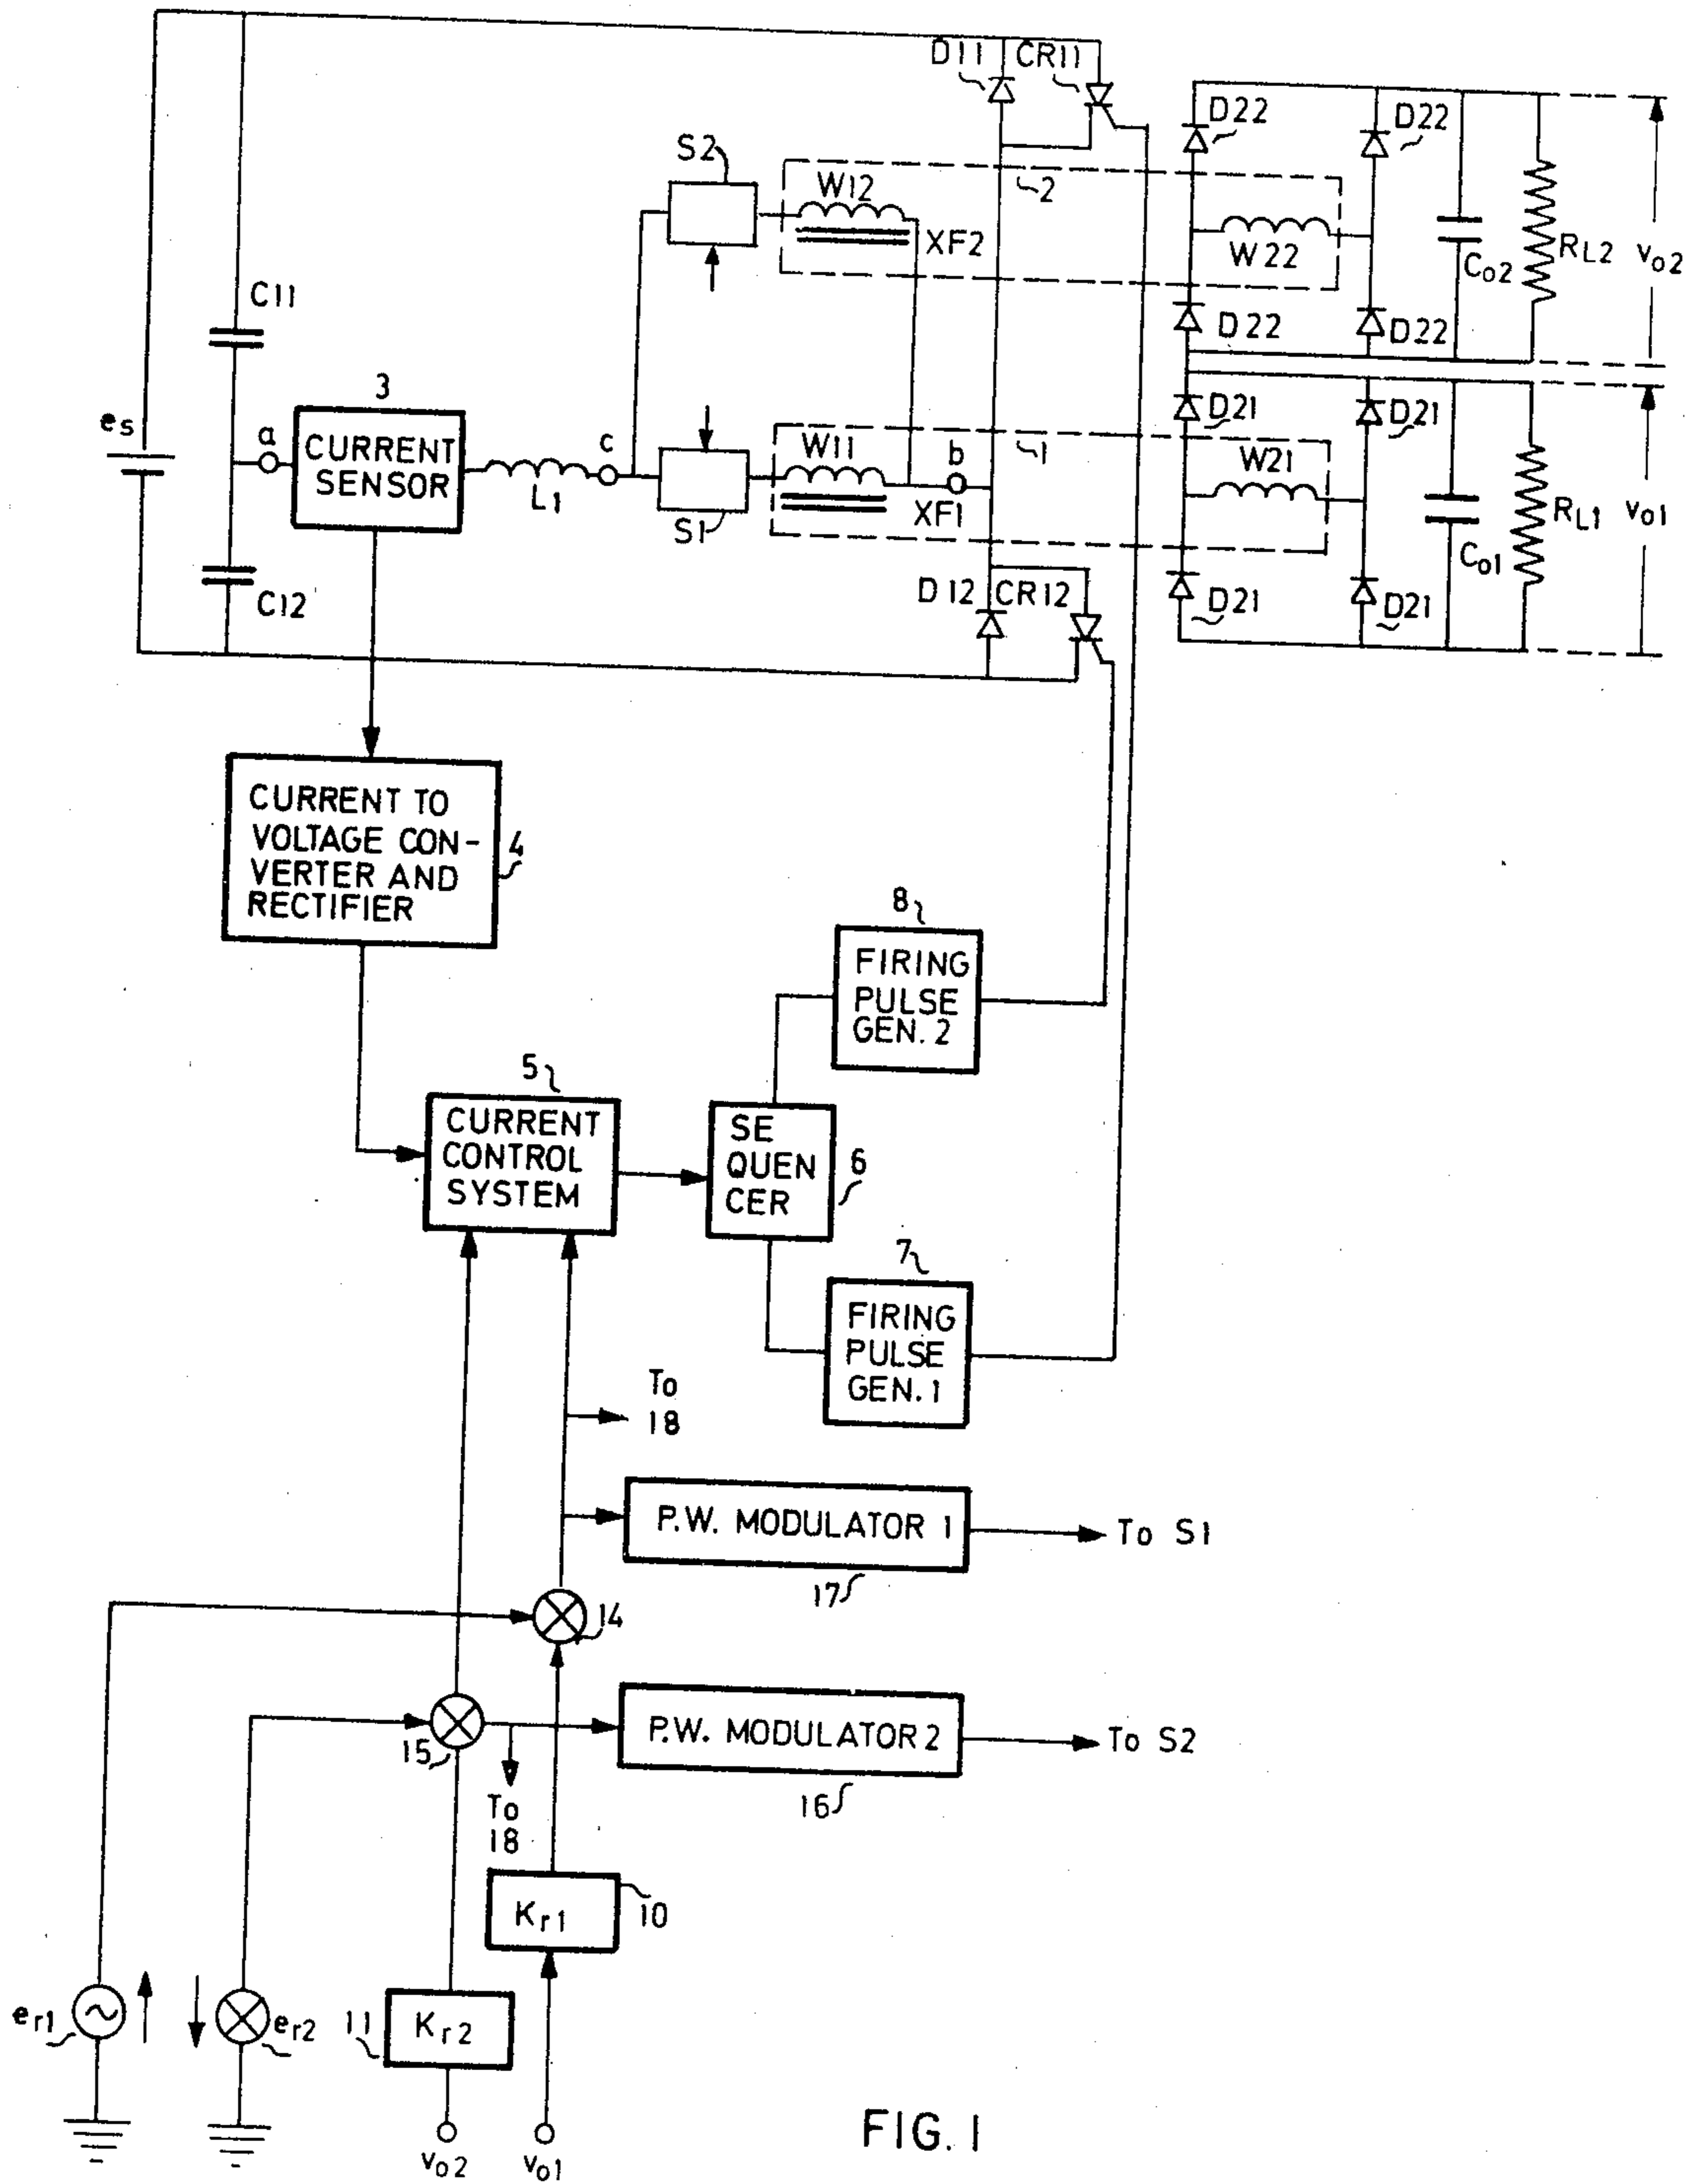 D11
CR11
D22
D22
S2
2
W12
XF2
W22
Co2
RL2
vo2
C11
D22
D22
3
es
a
CURRENT
SENSOR
L1
c
S1
W11
XF1
b
1
D21
D21
W21
Co1
RL1
vo1
C12
D12
CR12
D21
D21
CURRENT TO
VOLTAGE CON-
VERTER AND
RECTIFIER
4
8
FIRING
PULSE
GEN. 2
5
CURRENT
CONTROL
SYSTEM
SE
QUEN
CER
6
7
FIRING
PULSE
GEN. 1
To
18
P.W. MODULATOR 1
To S1
17
14
P.W. MODULATOR 2
To S2
15
16
To
18
Kr1
10
er1
er2
11
Kr2
vo2
vo1
FIG. 1